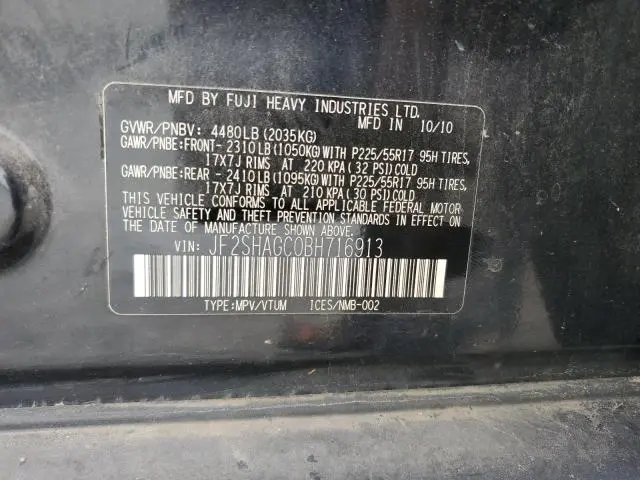 MFD BY FUJI HEAVY INDUSTRIES LTD.
MFD IN 10/10
GVWR/PNBV: 4480LB (2035KG)
GAWR/PNBE:FRONT- 2310LB(1050KG)WITH P225/55R17 95H TIRES,
17X7J RIMS AT 220 KPA (32 PSI)COLD
GAWR/PNBE:REAR - 2410LB(1095KG)WITH P225/55R17 95H TIRES,
17X7J RIMS AT 210 KPA (30 PSI)COLD
THIS VEHICLE CONFORMS TO ALL APPLICABLE FEDERAL MOTOR
VEHICLE SAFETY AND THEFT PREVENTION STANDARDS IN EFFECT ON
THE DATE OF MANUFACTURE SHOWN ABOVE.
VIN: JF2SHAGC0BH716913
TYPE:MPV/VTUM ICES/NMB-002